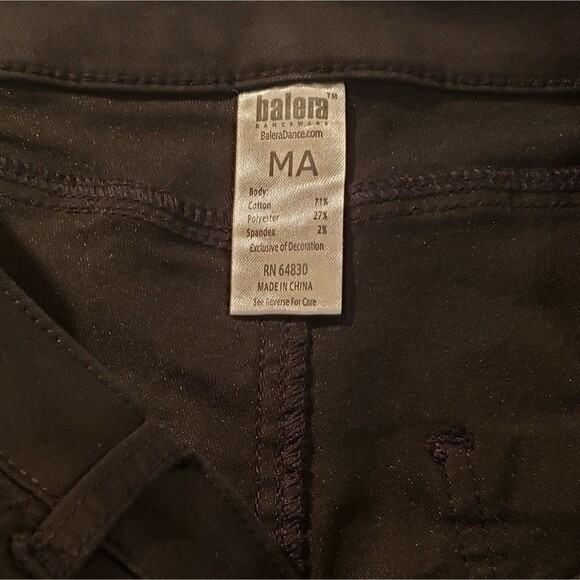 balera™
DANCEWEAR
BaleraDance.com
MA
Body:
Cotton 71%
Polyester 27%
Spandex 2%
Exclusive of Decoration
RN 64830
MADE IN CHINA
See Reverse For Care